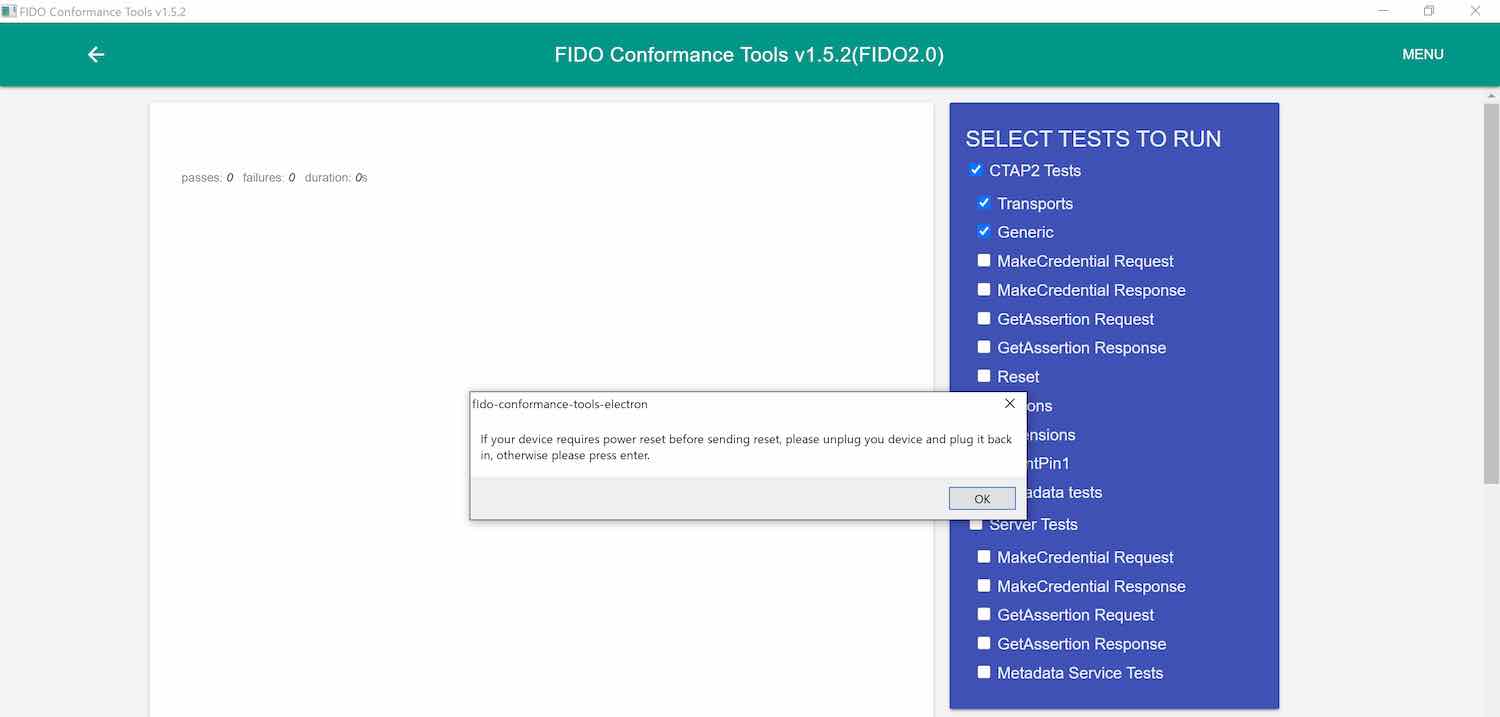 FIDO Conformance Tools v1.5.2
FIDO Conformance Tools v1.5.2(FIDO2.0)
MENU
passes: 0 failures: 0 duration: 0s
SELECT TESTS TO RUN
CTAP2 Tests
Transports
Generic
MakeCredential Request
MakeCredential Response
GetAssertion Request
GetAssertion Response
Reset
ons
ensions
ntPin1
adata tests
Server Tests
MakeCredential Request
MakeCredential Response
GetAssertion Request
GetAssertion Response
Metadata Service Tests
fido-conformance-tools-electron
If your device requires power reset before sending reset, please unplug you device and plug it back
in, otherwise please press enter.
OK